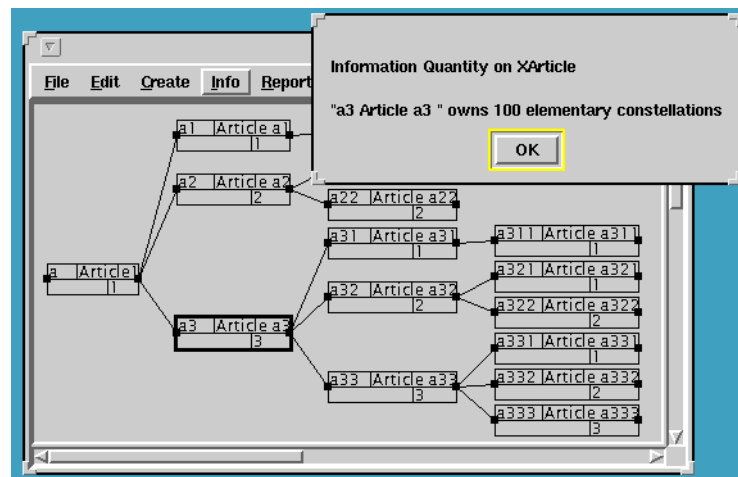 Information Quantity on XArticle
"a3 Article a3 " owns 100 elementary constellations
OK
File Edit Create Info Report
a1 Article a1
1
a2 Article a2
2
a22 Article a22
2
a31 Article a31
1
a311 Article a311
1
a Article
1
a32 Article a32
2
a321 Article a321
1
a322 Article a322
2
a3 Article a3
3
a33 Article a33
3
a331 Article a331
1
a332 Article a332
2
a333 Article a333
3